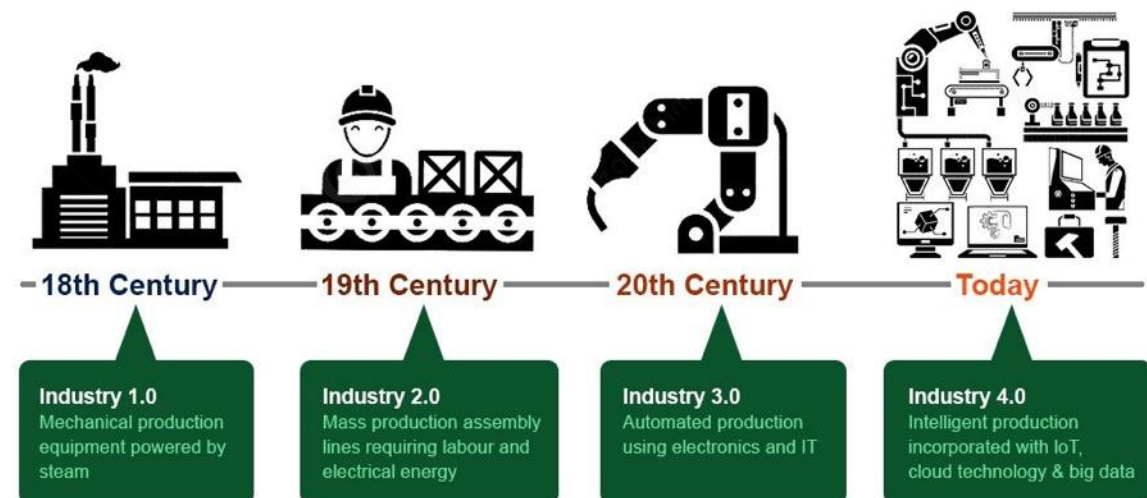 18th Century
19th Century
20th Century
Today
Industry 1.0
Mechanical production
equipment powered by
steam
Industry 2.0
Mass production assembly
lines requiring labour and
electrical energy
Industry 3.0
Automated production
using electronics and IT
Industry 4.0
Intelligent production
incorporated with IoT,
cloud technology & big data